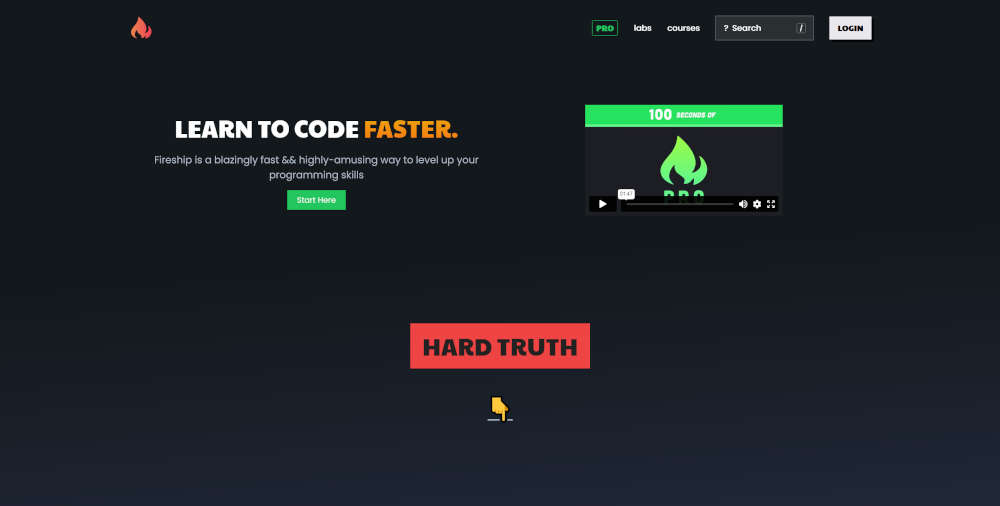 PRO
labs
courses
? Search
/
LOGIN
LEARN TO CODE FASTER.
Fireship is a blazingly fast && highly-amusing way to level up your
programming skills
Start Here
100 SECONDS OF
PRO
01:47
HARD TRUTH